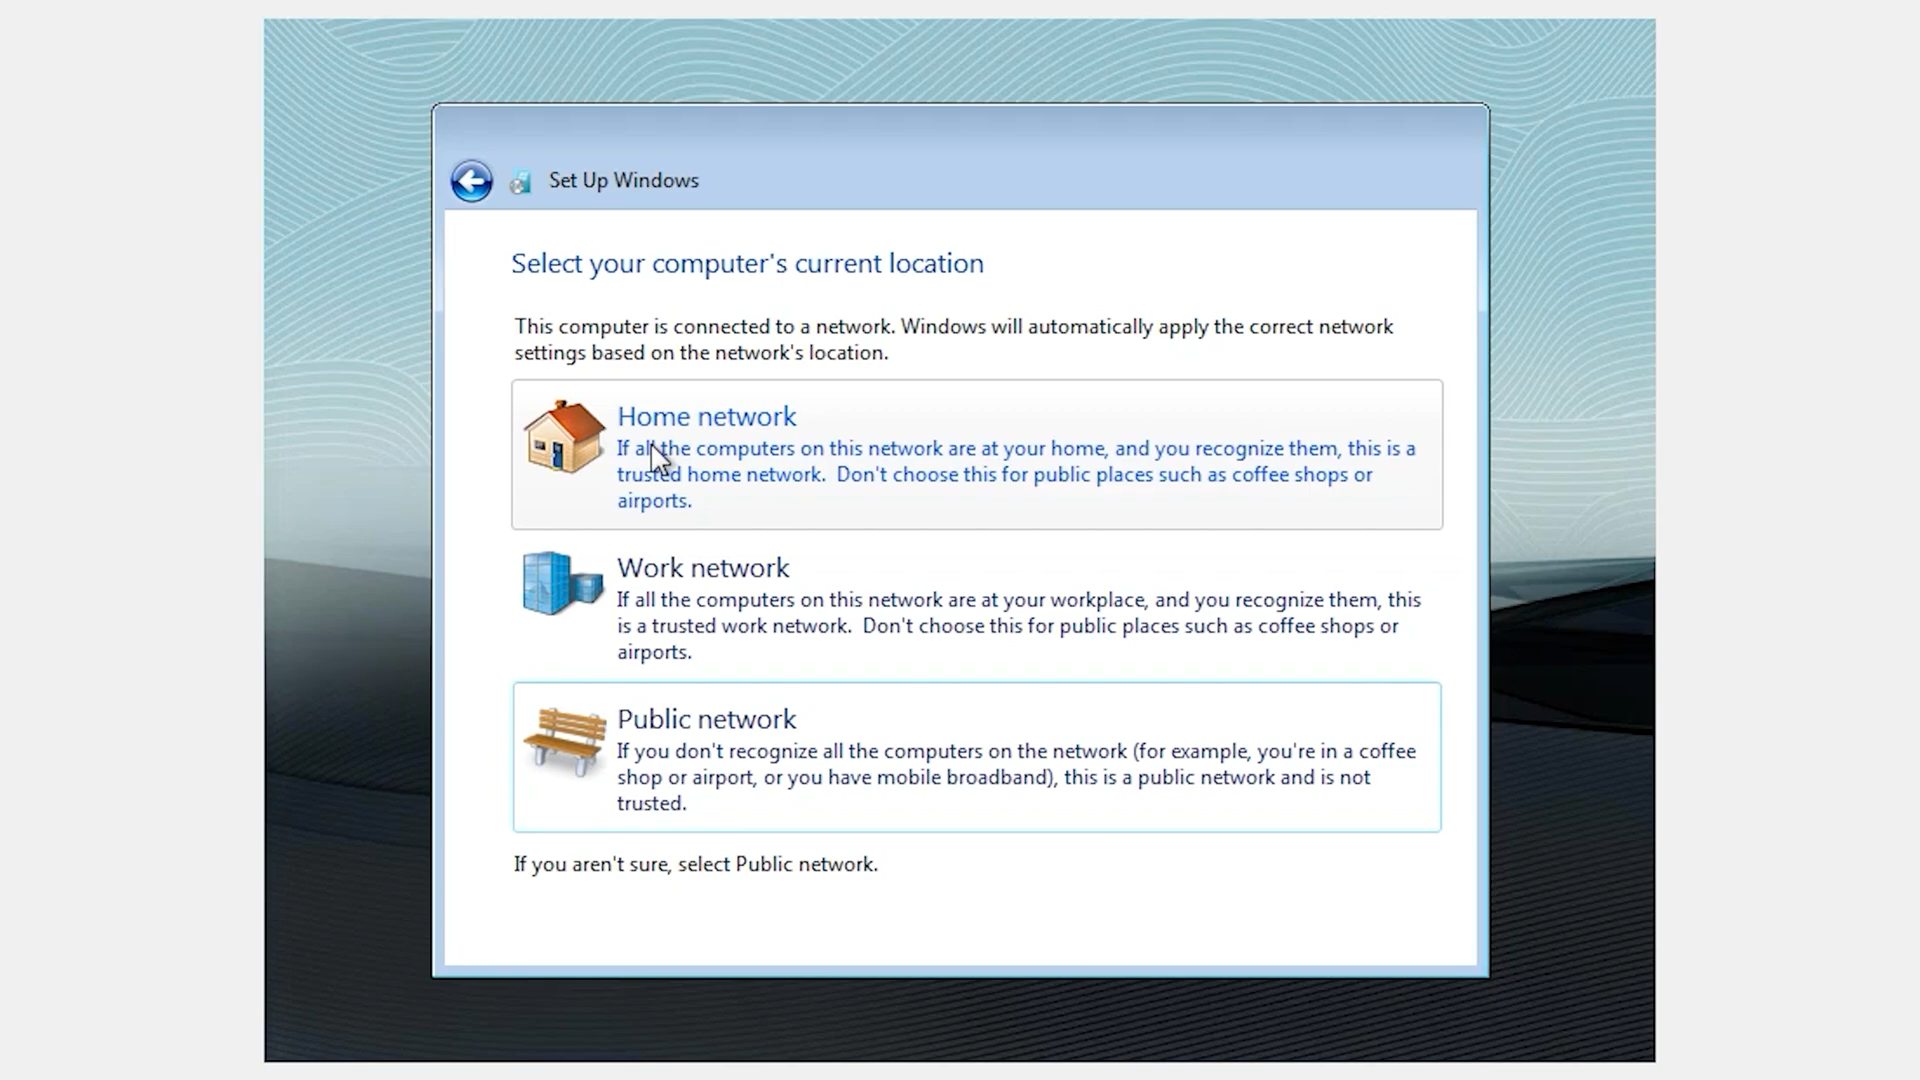 Set Up Windows
Select your computer's current location
This computer is connected to a network. Windows will automatically apply the correct network
settings based on the network's location.
Home network
If all the computers on this network are at your home, and you recognize them, this is a
trusted home network.  Don't choose this for public places such as coffee shops or
airports.
Work network
If all the computers on this network are at your workplace, and you recognize them, this
is a trusted work network.  Don't choose this for public places such as coffee shops or
airports.
Public network
If you don't recognize all the computers on the network (for example, you're in a coffee
shop or airport, or you have mobile broadband), this is a public network and is not
trusted.
If you aren't sure, select Public network.